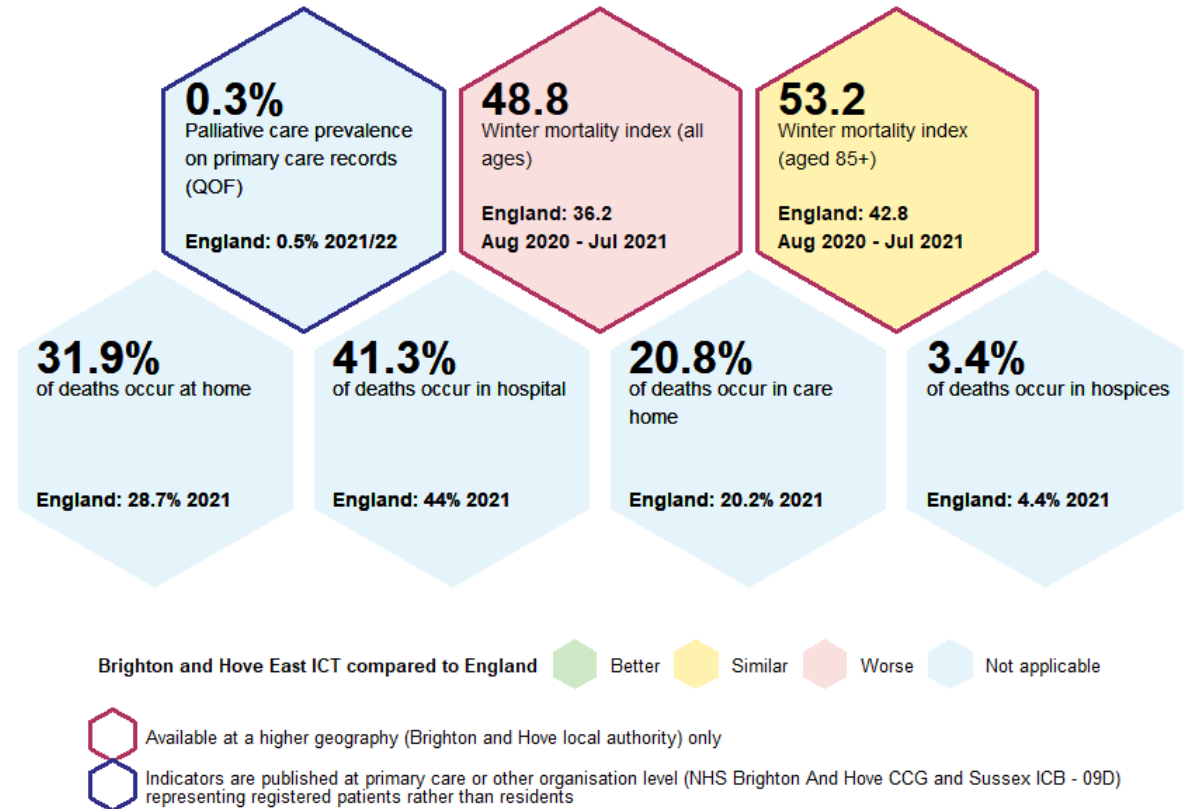 0.3%
Palliative care prevalence
on primary care records
(QOF)
England: 0.5% 2021/22
48.8
Winter mortality index (all
ages)
England: 36.2
Aug 2020 - Jul 2021
53.2
Winter mortality index
(aged 85+)
England: 42.8
Aug 2020 - Jul 2021
31.9%
of deaths occur at home
England: 28.7% 2021
41.3%
of deaths occur in hospital
England: 44% 2021
20.8%
of deaths occur in care
home
England: 20.2% 2021
3.4%
of deaths occur in hospices
England: 4.4% 2021
Brighton and Hove East ICT compared to England Better Similar Worse Not applicable
Available at a higher geography (Brighton and Hove local authority) only
Indicators are published at primary care or other organisation level (NHS Brighton And Hove CCG and Sussex ICB - 09D)
representing registered patients rather than residents